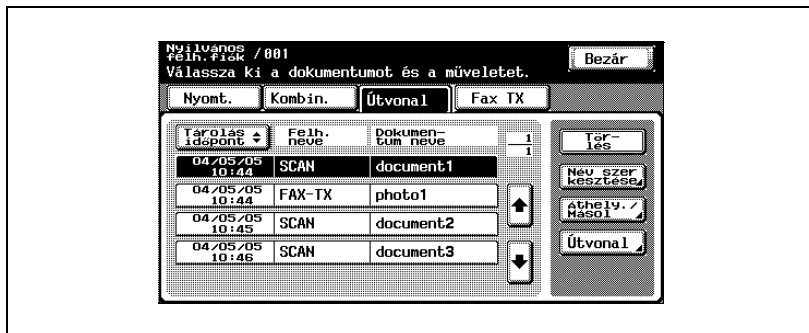 Nyilvános
félh.fiók /001
Válassza ki a dokumentumot és a müveletet.
Bezár
Nyomt. Kombin. Útvonal Fax TX
Tárolás
időpont
Felh.
neve
Dokumen-
tum neve
1
1
04/05/05
10:44
SCAN document1
04/05/05
10:44
FAX-TX photo1
04/05/05
10:45
SCAN document2
04/05/05
10:46
SCAN document3
Tör-
lés
Név szer
kesztése
Áthely./
Másol
Útvonal